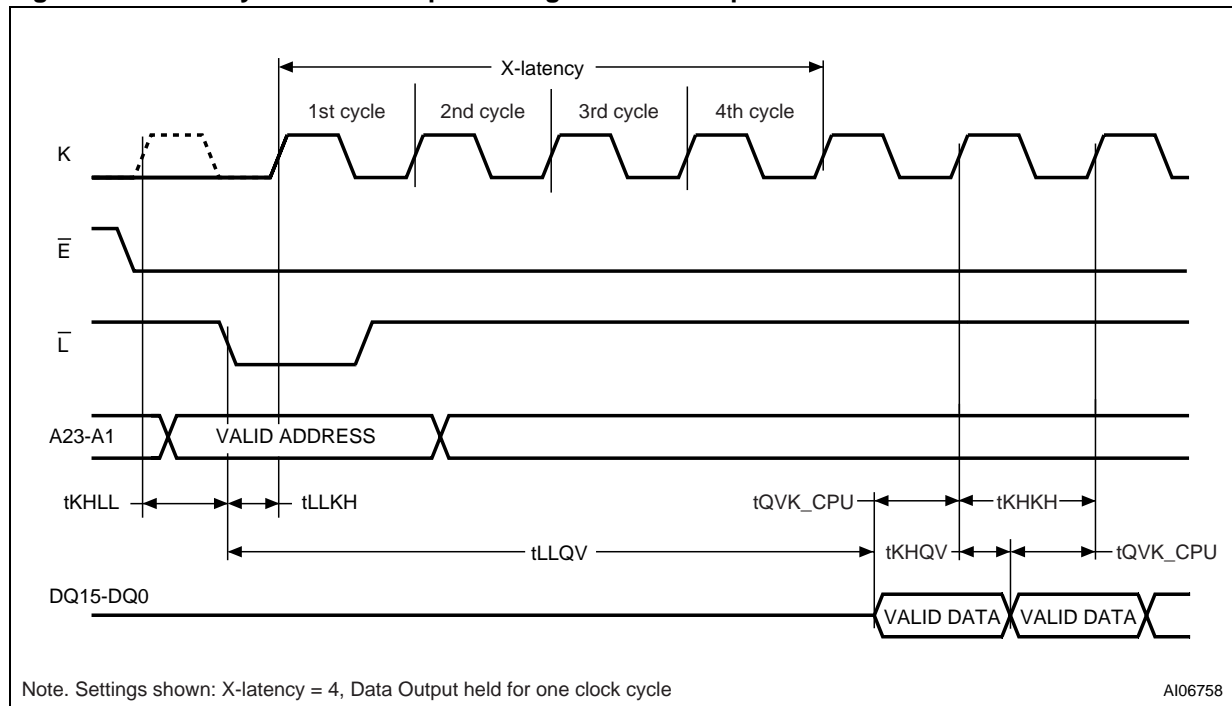 X-latency
1st cycle 2nd cycle 3rd cycle 4th cycle
K
E
L
A23-A1 VALID ADDRESS
tKHLL tLLKH tQVK_CPU tKHKH
tLLQV tKHQV tQVK_CPU
DQ15-DQ0
VALID DATA VALID DATA
Note. Settings shown: X-latency = 4, Data Output held for one clock cycle
AI06758